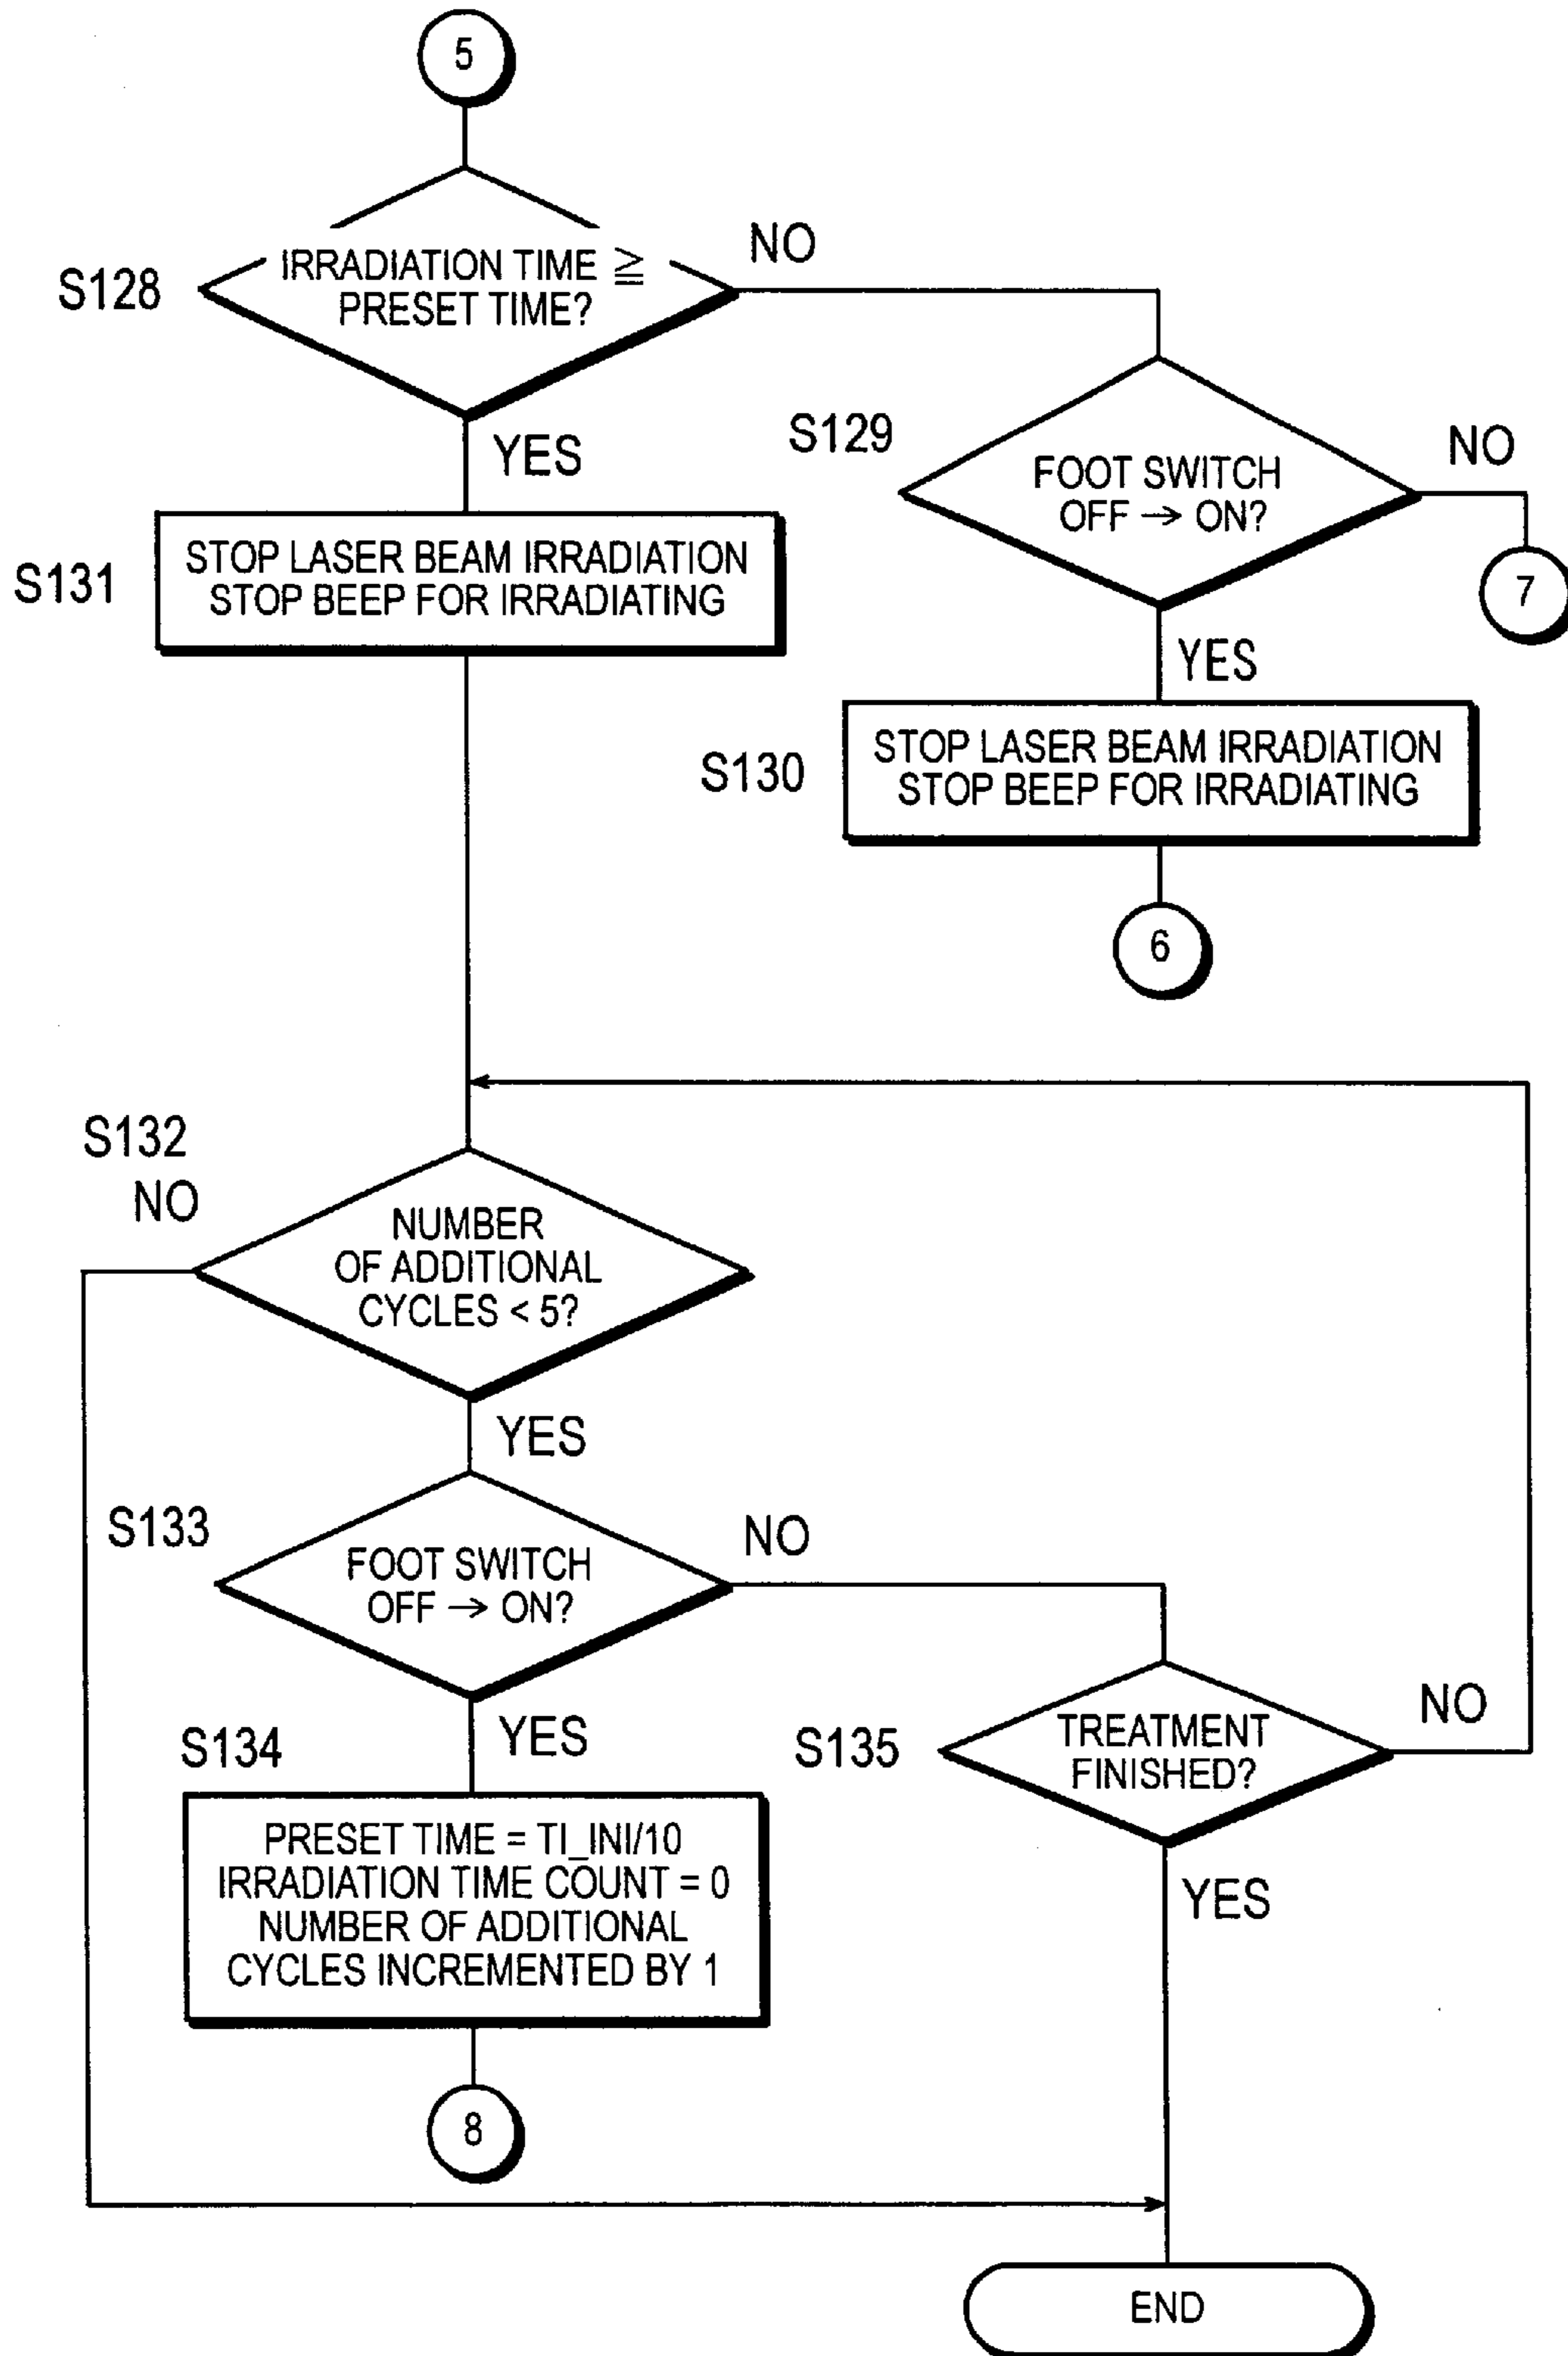 5
S128
IRRADIATION TIME ≧
PRESET TIME?
NO
YES
S129
FOOT SWITCH
OFF → ON?
NO
7
YES
S131
STOP LASER BEAM IRRADIATION
STOP BEEP FOR IRRADIATING
S130
STOP LASER BEAM IRRADIATION
STOP BEEP FOR IRRADIATING
6
S132
NO
NUMBER
OF ADDITIONAL
CYCLES < 5?
YES
S133
FOOT SWITCH
OFF → ON?
NO
YES
S134
PRESET TIME = TI_INI/10
IRRADIATION TIME COUNT = 0
NUMBER OF ADDITIONAL
CYCLES INCREMENTED BY 1
8
S135
TREATMENT
FINISHED?
NO
YES
END